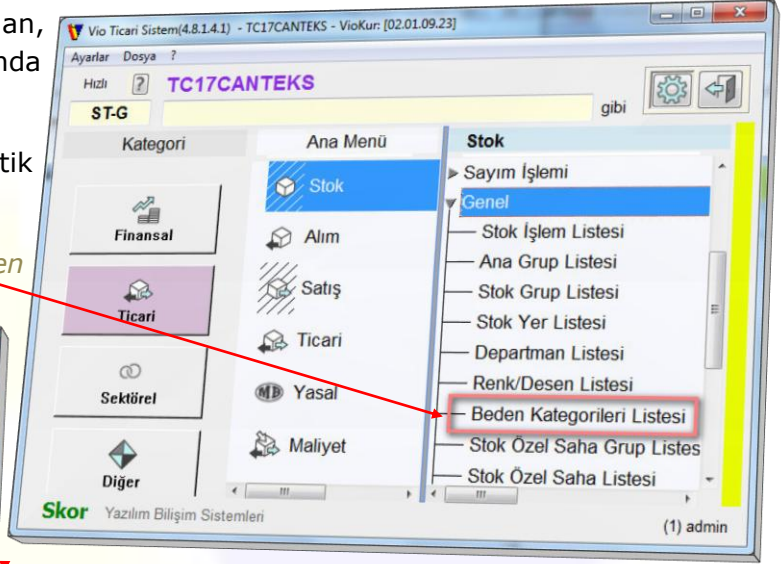 an,
nda
tik
en
Vio Ticari Sistem(4.8.1.4.1) - TC17CANTEKS - VioKur: [02.01.09.23]
Ayarlar Dosya ?
Hızlı ? TC17CANTEKS
ST-G gibi
Kategori
Finansal
Ticari
Sektörel
Diğer
Ana Menü
Stok
Alım
Satış
Ticari
MB Yasal
Maliyet
Stok
Sayım İşlemi
Genel
Stok İşlem Listesi
Ana Grup Listesi
Stok Grup Listesi
Stok Yer Listesi
Departman Listesi
Renk/Desen Listesi
Beden Kategorileri Listesi
Stok Özel Saha Grup Listes
Stok Özel Saha Listesi
Skor Yazılım Bilişim Sistemleri
(1) admin